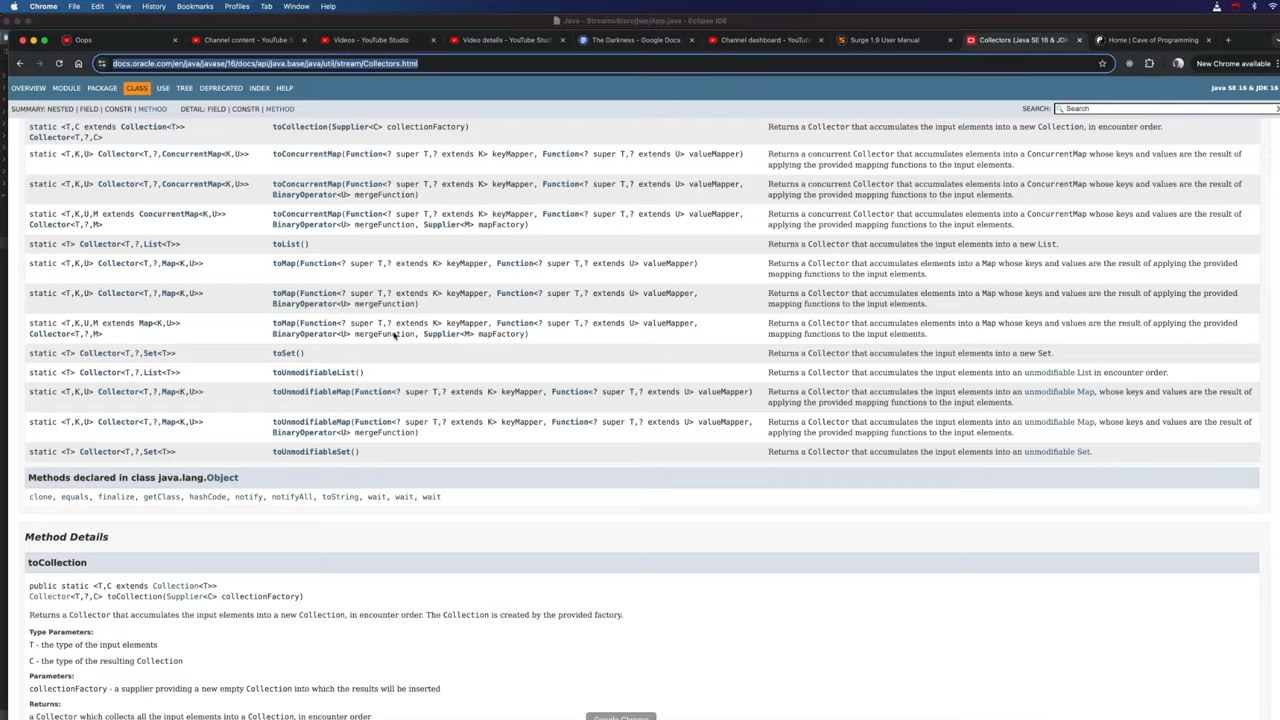 Chrome File Edit View History Bookmarks Profiles Tab Window Help
Java - Streams9/src/jwp/App.java - Eclipse IDE
Oops Channel content - YouTube S Videos - YouTube Studio Video details - YouTube Stud The Darkness - Google Docs Channel dashboard - YouTub Surge 1.9 User Manual Collectors (Java SE 16 & JDK Home | Cave of Programming
docs.oracle.com/en/java/javase/16/docs/api/java.base/java/util/stream/Collectors.html New Chrome available
OVERVIEW MODULE PACKAGE CLASS USE TREE DEPRECATED INDEX HELP Java SE 16 & JDK 16
SUMMARY: NESTED | FIELD | CONSTR | METHOD DETAIL: FIELD | CONSTR | METHOD SEARCH: Search
static <T,C extends Collection<T>> toCollection(Supplier<C> collectionFactory) Returns a Collector that accumulates the input elements into a new Collection, in encounter order.
Collector<T,?,C>
static <T,K,U> Collector<T,?,ConcurrentMap<K,U>> toConcurrentMap(Function<? super T,? extends K> keyMapper, Function<? super T,? extends U> valueMapper) Returns a concurrent Collector that accumulates elements into a ConcurrentMap whose keys and values are the result of
applying the provided mapping functions to the input elements.
static <T,K,U> Collector<T,?,ConcurrentMap<K,U>> toConcurrentMap(Function<? super T,? extends K> keyMapper, Function<? super T,? extends U> valueMapper, Returns a concurrent Collector that accumulates elements into a ConcurrentMap whose keys and values are the result of
BinaryOperator<U> mergeFunction) applying the provided mapping functions to the input elements.
static <T,K,U,M extends ConcurrentMap<K,U>> toConcurrentMap(Function<? super T,? extends K> keyMapper, Function<? super T,? extends U> valueMapper, Returns a concurrent Collector that accumulates elements into a ConcurrentMap whose keys and values are the result of
Collector<T,?,M> BinaryOperator<U> mergeFunction, Supplier<M> mapFactory) applying the provided mapping functions to the input elements.
static <T> Collector<T,?,List<T>> toList() Returns a Collector that accumulates the input elements into a new List.
static <T,K,U> Collector<T,?,Map<K,U>> toMap(Function<? super T,? extends K> keyMapper, Function<? super T,? extends U> valueMapper) Returns a Collector that accumulates elements into a Map whose keys and values are the result of applying the provided
mapping functions to the input elements.
static <T,K,U> Collector<T,?,Map<K,U>> toMap(Function<? super T,? extends K> keyMapper, Function<? super T,? extends U> valueMapper, Returns a Collector that accumulates elements into a Map whose keys and values are the result of applying the provided
BinaryOperator<U> mergeFunction) mapping functions to the input elements.
static <T,K,U,M extends Map<K,U>> toMap(Function<? super T,? extends K> keyMapper, Function<? super T,? extends U> valueMapper, Returns a Collector that accumulates elements into a Map whose keys and values are the result of applying the provided
Collector<T,?,M> BinaryOperator<U> mergeFunction, Supplier<M> mapFactory) mapping functions to the input elements.
static <T> Collector<T,?,Set<T>> toSet() Returns a Collector that accumulates the input elements into a new Set.
static <T> Collector<T,?,List<T>> toUnmodifiableList() Returns a Collector that accumulates the input elements into an unmodifiable List in encounter order.
static <T,K,U> Collector<T,?,Map<K,U>> toUnmodifiableMap(Function<? super T,? extends K> keyMapper, Function<? super T,? extends U> valueMapper) Returns a Collector that accumulates the input elements into an unmodifiable Map, whose keys and values are the result of
applying the provided mapping functions to the input elements.
static <T,K,U> Collector<T,?,Map<K,U>> toUnmodifiableMap(Function<? super T,? extends K> keyMapper, Function<? super T,? extends U> valueMapper, Returns a Collector that accumulates the input elements into an unmodifiable Map, whose keys and values are the result of
BinaryOperator<U> mergeFunction) applying the provided mapping functions to the input elements.
static <T> Collector<T,?,Set<T>> toUnmodifiableSet() Returns a Collector that accumulates the input elements into an unmodifiable Set.
Methods declared in class java.lang.Object
clone, equals, finalize, getClass, hashCode, notify, notifyAll, toString, wait, wait, wait
Method Details
toCollection
public static <T,C extends Collection<T>>
Collector<T,?,C> toCollection(Supplier<C> collectionFactory)
Returns a Collector that accumulates the input elements into a new Collection, in encounter order. The Collection is created by the provided factory.
Type Parameters:
T - the type of the input elements
C - the type of the resulting Collection
Parameters:
collectionFactory - a supplier providing a new empty Collection into which the results will be inserted
Returns:
a Collector which collects all the input elements into a Collection, in encounter order
Google Chrome